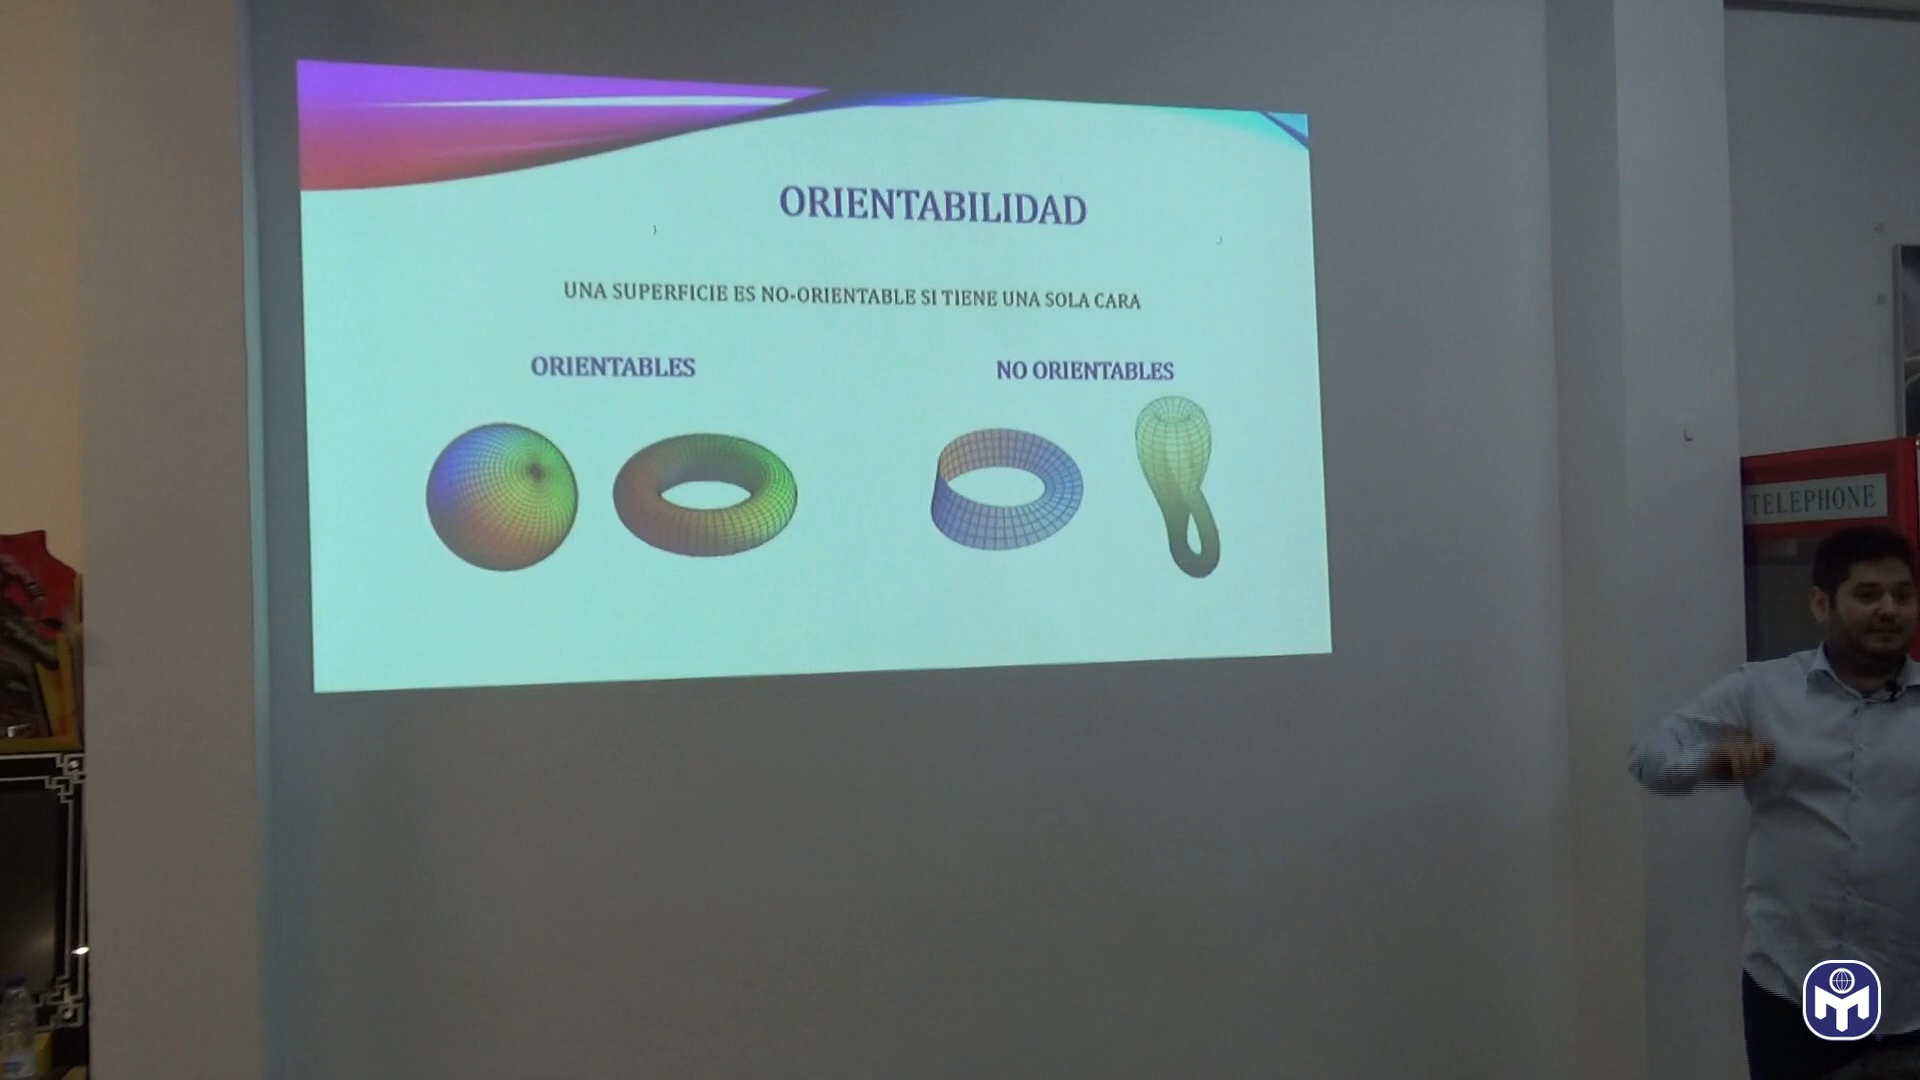 ORIENTABILIDAD
UNA SUPERFICIE ES NO-ORIENTABLE SI TIENE UNA SOLA CARA
ORIENTABLES
NO ORIENTABLES
TELEPHONE